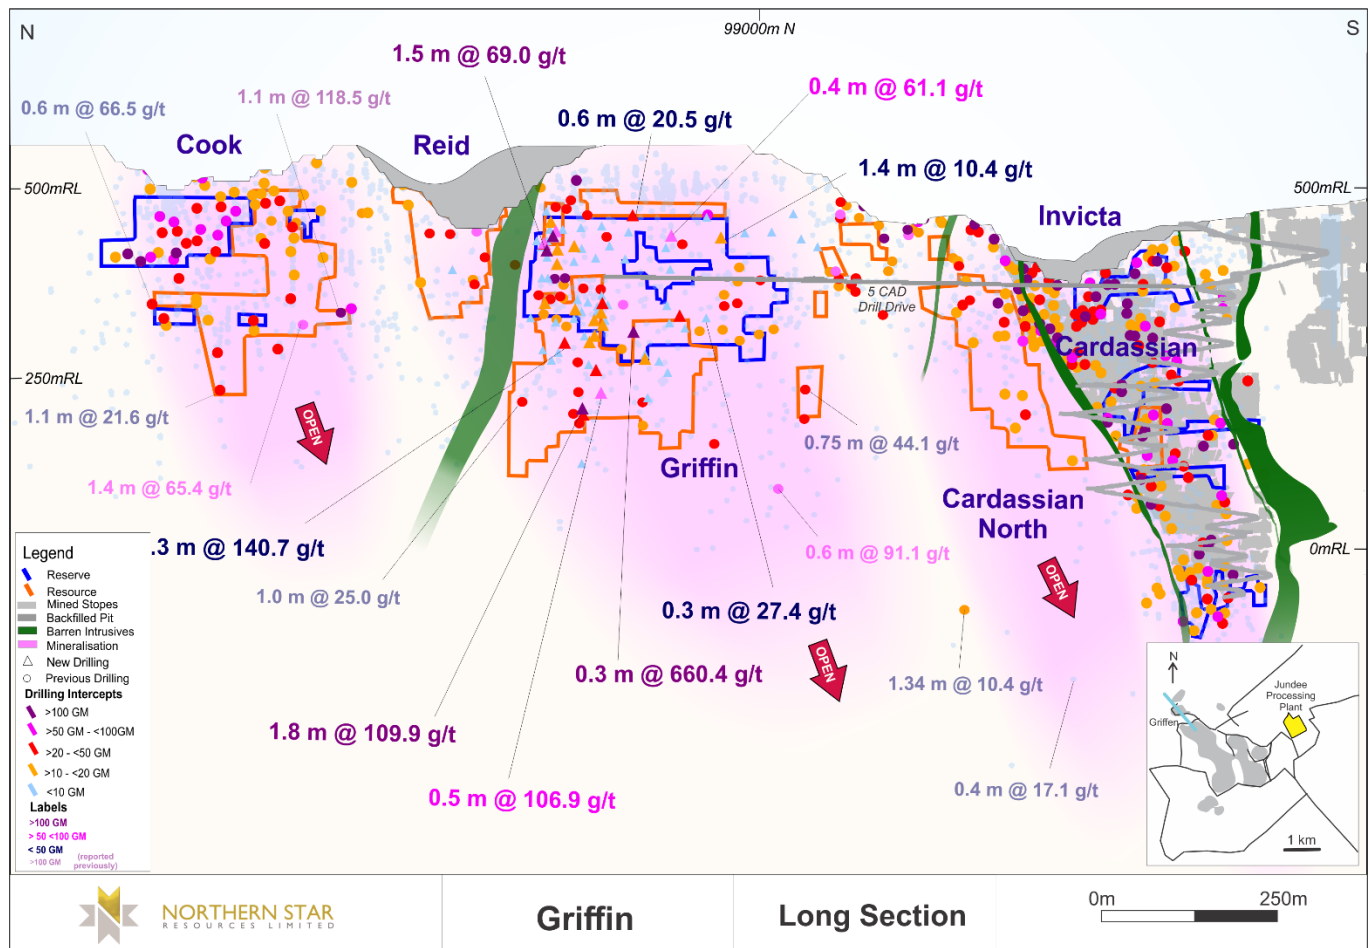 N
99000m N
S
1.5 m @ 69.0 g/t
0.4 m @ 61.1 g/t
0.6 m @ 66.5 g/t
1.1 m @ 118.5 g/t
0.6 m @ 20.5 g/t
Cook
Reid
1.4 m @ 10.4 g/t
500mRL
500mRL
Invicta
5 CAD
Drill Drive
Cardassian
250mRL
1.1 m @ 21.6 g/t
OPEN
0.75 m @ 44.1 g/t
Griffin
1.4 m @ 65.4 g/t
Cardassian
North
.3 m @ 140.7 g/t
0.6 m @ 91.1 g/t
0mRL
1.0 m @ 25.0 g/t
OPEN
0.3 m @ 27.4 g/t
OPEN
0.3 m @ 660.4 g/t
1.34 m @ 10.4 g/t
1.8 m @ 109.9 g/t
0.5 m @ 106.9 g/t
0.4 m @ 17.1 g/t
Legend
Reserve
Resource
Mined Stopes
Backfilled Pit
Barren Intrusives
Mineralisation
New Drilling
Previous Drilling
Drilling Intercepts
>100 GM
>50 GM - <100GM
>20 - <50 GM
>10 - <20 GM
<10 GM
Labels
>100 GM
> 50 <100 GM
< 50 GM
>100 GM (reported
previously)
N
Griffen
Jundee
Processing
Plant
1 km
NORTHERN STAR
RESOURCES LIMITED
Griffin
Long Section
0m 250m